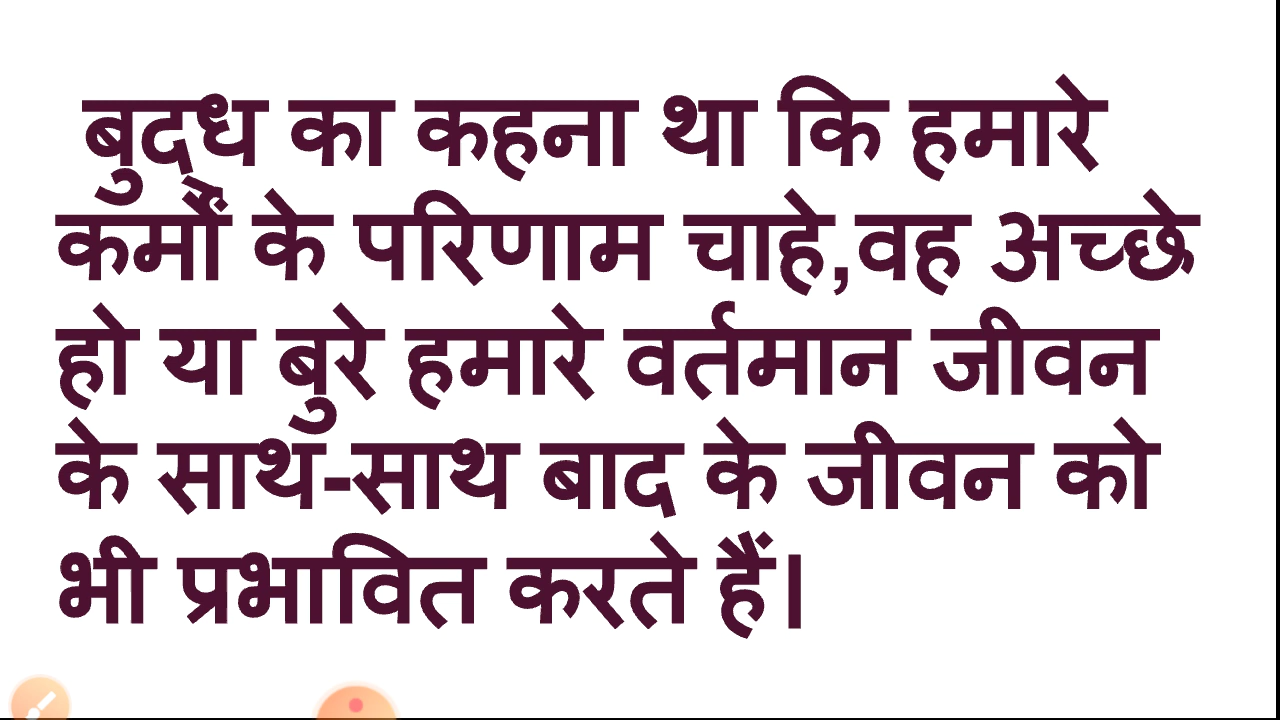 बुद्ध का कहना था कि हमारे
कर्मों के परिणाम चाहे,वह अच्छे
हो या बुरे हमारे वर्तमान जीवन
के साथ-साथ बाद के जीवन को
भी प्रभावित करते हैं।